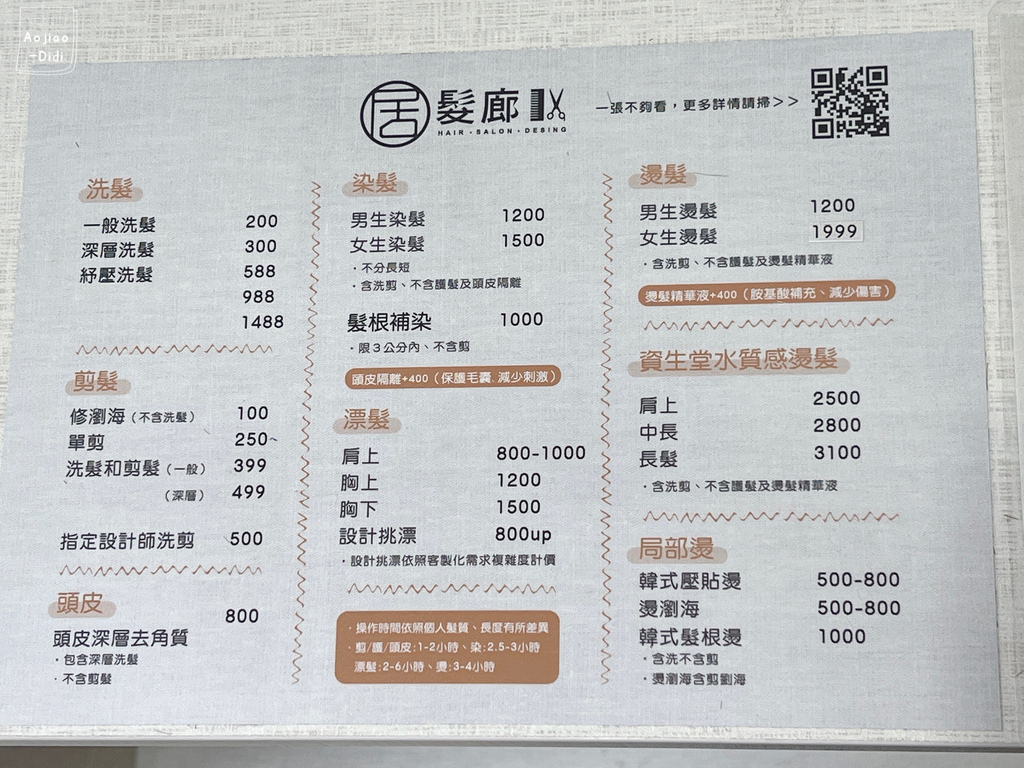 Aojiao
-Didi
居 髮廊
HAIR · SALON · DESING
一張不夠看，更多詳情請掃>>
洗髮
一般洗髮 200
深層洗髮 300
紓壓洗髮 588
988
1488
剪髮
修瀏海（不含洗髮） 100
單剪 250~
洗髮和剪髮（一般） 399
（深層） 499
指定設計師洗剪 500
頭皮
800
頭皮深層去角質
·包含深層洗髮
·不含剪髮
染髮
男生染髮 1200
女生染髮 1500
·不分長短
·含洗剪、不含護髮及頭皮隔離
髮根補染 1000
·限3公分內、不含剪
頭皮隔離+400（保護毛囊、減少刺激）
漂髮
肩上 800-1000
胸上 1200
胸下 1500
設計挑漂 800up
·設計挑漂依照客製化需求複雜度計價
·操作時間依照個人髮質、長度有所差異
·剪/護/頭皮:1-2小時、染:2.5-3小時
漂髮:2-6小時、燙:3-4小時
燙髮
男生燙髮 1200
女生燙髮 1999
·含洗剪、不含護髮及燙髮精華液
燙髮精華液+400（胺基酸補充、減少傷害）
資生堂水質感燙髮
肩上 2500
中長 2800
長髮 3100
·含洗剪、不含護髮及燙髮精華液
局部燙
韓式壓貼燙 500-800
燙瀏海 500-800
韓式髮根燙 1000
·含洗不含剪
·燙瀏海含剪劉海